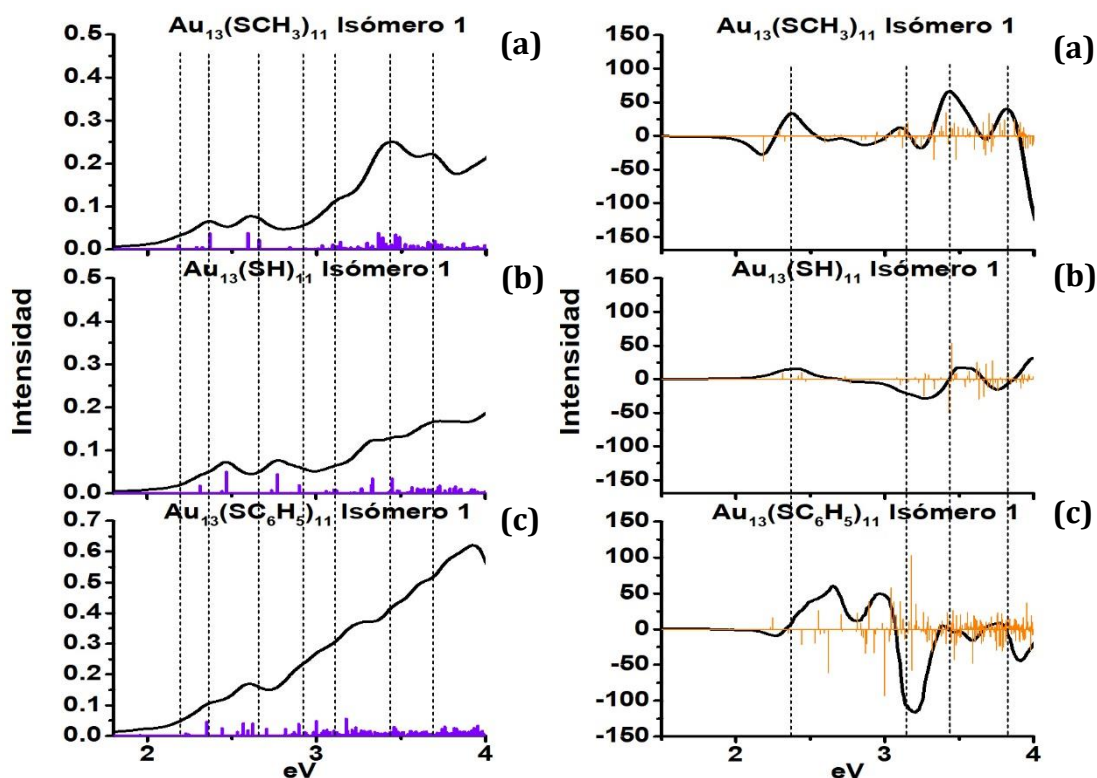 Au13(SCH3)11 Isómero 1
(a)
0.5
0.4
0.3
0.2
0.1
0.0
Au13(SH)11 Isómero 1
(b)
0.5
0.4
0.3
0.2
0.1
0.0
Au13(SC6H5)11 Isómero 1
(c)
0.7
0.6
0.5
0.4
0.3
0.2
0.1
0.0
2
3
4
eV
Intensidad
Au13(SCH3)11 Isómero 1
(a)
150
100
50
0
-50
-100
-150
Au13(SH)11 Isómero 1
(b)
150
100
50
0
-50
-100
-150
Au13(SC6H5)11 Isómero 1
(c)
150
100
50
0
-50
-100
-150
2
3
4
eV
Intensidad